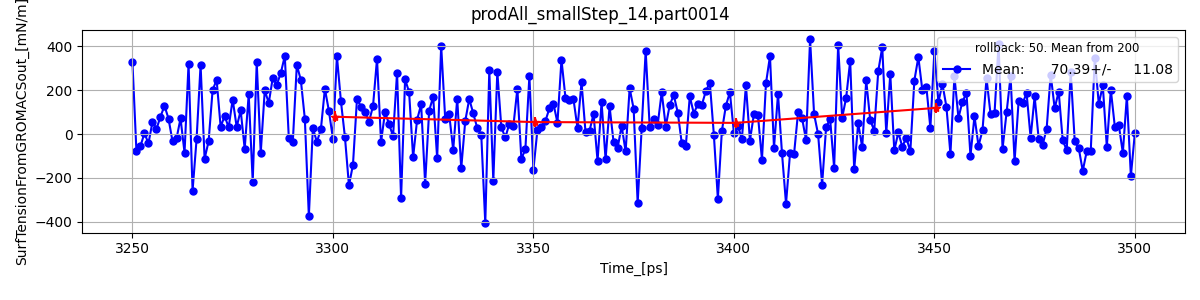 prodAll_smallStep_14.part0014
SurfTensionFromGROMACSout_[mN/m]
400
200
0
−200
−400
rollback: 50. Mean from 200
Mean: 70.39+/- 11.08
3250 3300 3350 3400 3450 3500
Time_[ps]